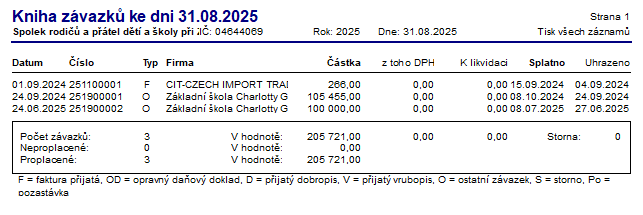 Kniha závazků ke dni 31.08.2025
Strana 1
Spolek rodičů a přátel dětí a školy při IČ: 04644069 Rok: 2025 Dne: 31.08.2025 Tisk všech záznamů
Datum Číslo Typ Firma Částka z toho DPH K likvidaci Splatno Uhrazeno
01.09.2024 251100001 F CIT-CZECH IMPORT TRAI 266,00 0,00 0,00 15.09.2024 04.09.2024
24.09.2024 251900001 O Základní škola Charlotty G 105 455,00 0,00 0,00 08.10.2024 24.09.2024
24.06.2025 251900002 O Základní škola Charlotty G 100 000,00 0,00 0,00 08.07.2025 27.06.2025
Počet závazků: 3 V hodnotě: 205 721,00 0,00 0,00 Storna: 0
Neproplacené: 0 V hodnotě: 0,00
Proplacené: 3 V hodnotě: 205 721,00
F = faktura přijatá, OD = opravný daňový doklad, D = přijatý dobropis, V = přijatý vrubopis, O = ostatní závazek, S = storno, Po =
pozastávka